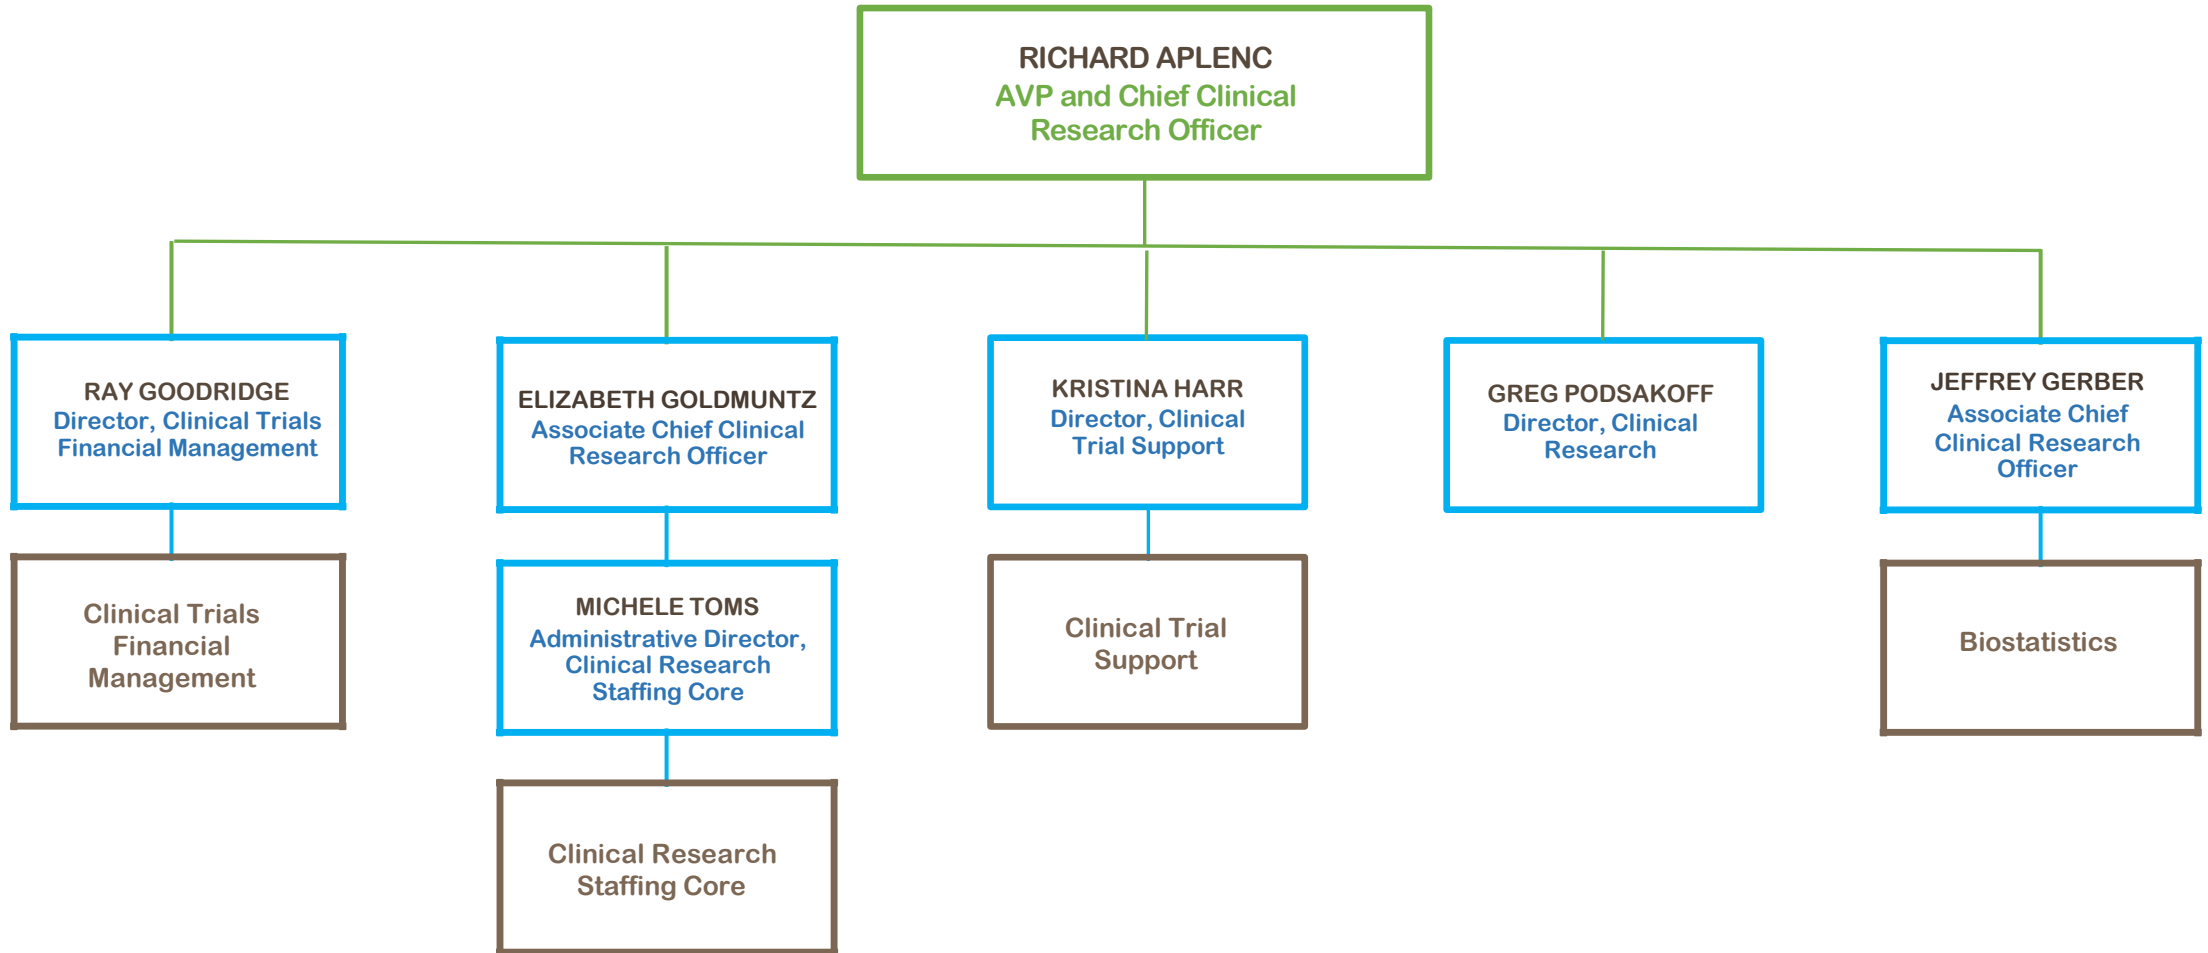 RICHARD APLENC
AVP and Chief Clinical
Research Officer
RAY GOODRIDGE
Director, Clinical Trials
Financial Management
ELIZABETH GOLDMUNTZ
Associate Chief Clinical
Research Officer
KRISTINA HARR
Director, Clinical
Trial Support
GREG PODSAKOFF
Director, Clinical
Research
JEFFREY GERBER
Associate Chief
Clinical Research
Officer
Clinical Trials
Financial
Management
MICHELE TOMS
Administrative Director,
Clinical Research
Staffing Core
Clinical Trial
Support
Biostatistics
Clinical Research
Staffing Core